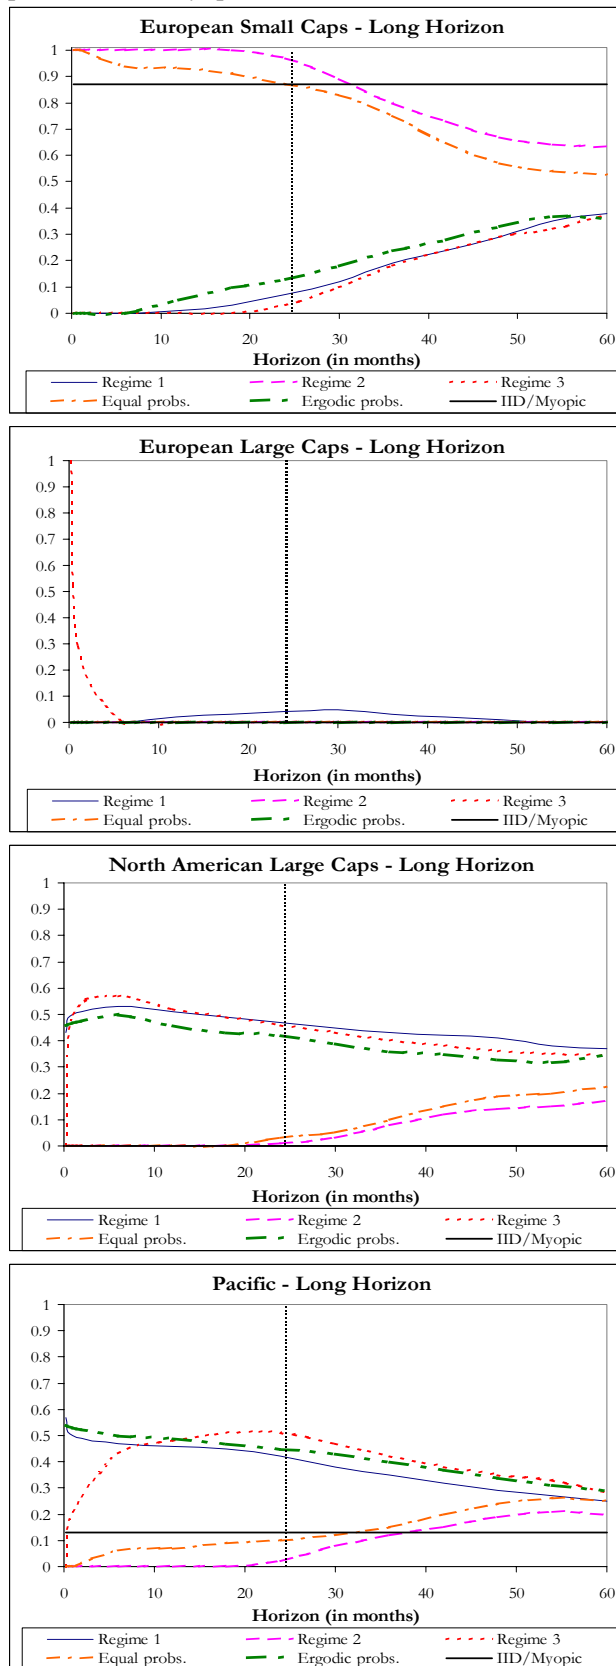 European Small Caps - Long Horizon
1
0.9
0.8
0.7
0.6
0.5
0.4
0.3
0.2
0.1
0
0 10 20 30 40 50 60
Horizon (in months)
Regime 1 Regime 2 Regime 3
Equal probs. Ergodic probs. IID/Myopic
European Large Caps - Long Horizon
1
0.9
0.8
0.7
0.6
0.5
0.4
0.3
0.2
0.1
0
0 10 20 30 40 50 60
Horizon (in months)
Regime 1 Regime 2 Regime 3
Equal probs. Ergodic probs. IID/Myopic
North American Large Caps - Long Horizon
1
0.9
0.8
0.7
0.6
0.5
0.4
0.3
0.2
0.1
0
0 10 20 30 40 50 60
Horizon (in months)
Regime 1 Regime 2 Regime 3
Equal probs. Ergodic probs. IID/Myopic
Pacific - Long Horizon
1
0.9
0.8
0.7
0.6
0.5
0.4
0.3
0.2
0.1
0
0 10 20 30 40 50 60
Horizon (in months)
Regime 1 Regime 2 Regime 3
Equal probs. Ergodic probs. IID/Myopic